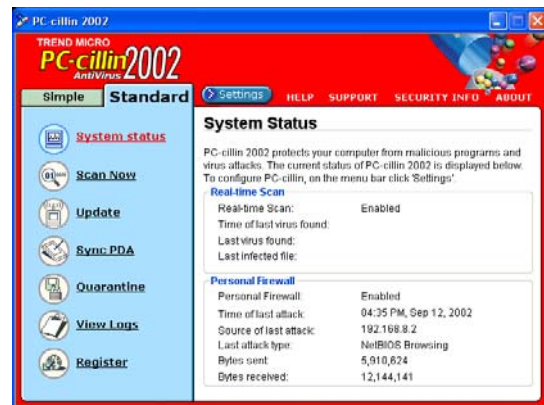 PC-cillin 2002
TREND MICRO
PC-cillin 2002
AntiVirus
Simple
Standard
Settings
HELP
SUPPORT
SECURITY INFO
ABOUT
System status
Scan Now
Update
Sync PDA
Quarantine
View Logs
Register
System Status
PC-cillin 2002 protects your computer from malicious programs and
virus attacks. The current status of PC-cillin 2002 is displayed below.
To configure PC-cillin, on the menu bar click 'Settings'.
Real-time Scan
Real-time Scan: Enabled
Time of last virus found:
Last virus found:
Last infected file:
Personal Firewall
Personal Firewall: Enabled
Time of last attack: 04:35 PM, Sep 12, 2002
Source of last attack: 192.168.8.2
Last attack type: NetBIOS Browsing
Bytes sent: 5,910,624
Bytes received: 12,144,141